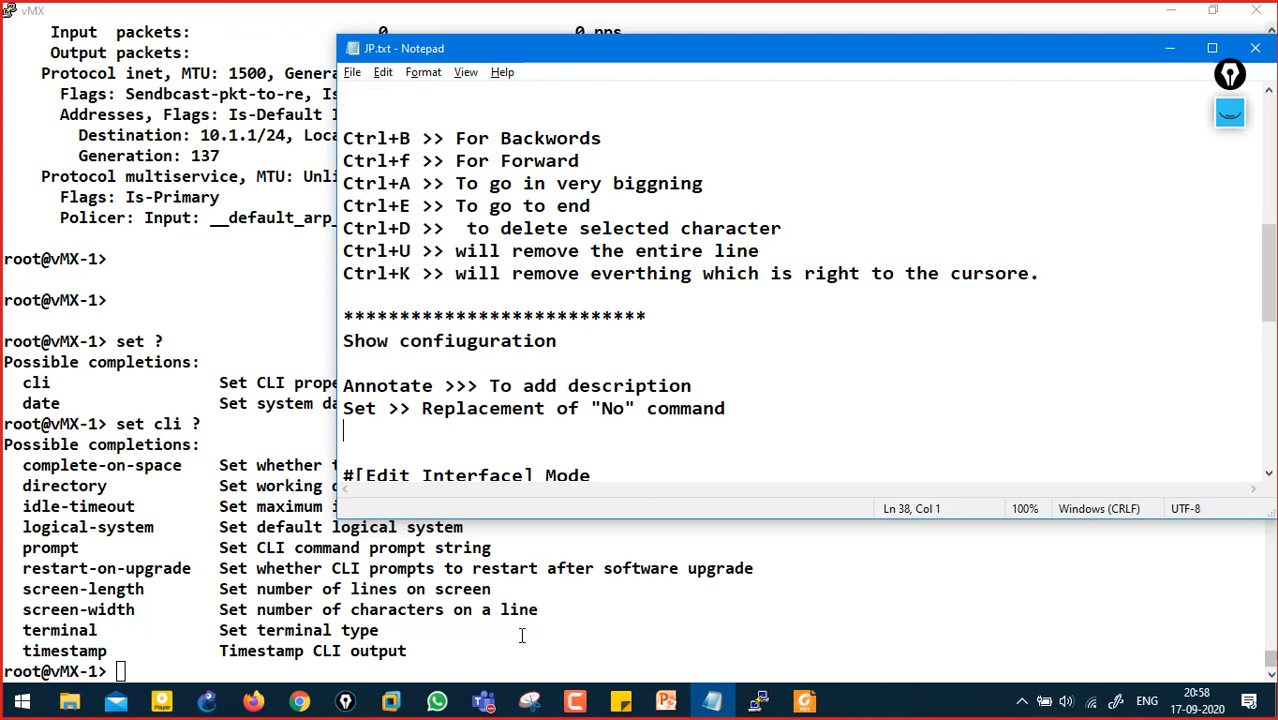 vMX
Input packets: 0 0 pps
Output packets:
Protocol inet, MTU: 1500, Genera
Flags: Sendbcast-pkt-to-re, Is
Addresses, Flags: Is-Default I
Destination: 10.1.1/24, Loca
Generation: 137
Protocol multiservice, MTU: Unli
Flags: Is-Primary
Policer: Input: __default_arp_
root@vMX-1>
root@vMX-1>
root@vMX-1> set ?
Possible completions:
cli Set CLI prope
date Set system da
root@vMX-1> set cli ?
Possible completions:
complete-on-space Set whether t
directory Set working d
idle-timeout Set maximum i
logical-system Set default logical system
prompt Set CLI command prompt string
restart-on-upgrade Set whether CLI prompts to restart after software upgrade
screen-length Set number of lines on screen
screen-width Set number of characters on a line
terminal Set terminal type
timestamp Timestamp CLI output
root@vMX-1>
JP.txt - Notepad
File Edit Format View Help
Ctrl+B >> For Backwords
Ctrl+f >> For Forward
Ctrl+A >> To go in very biggning
Ctrl+E >> To go to end
Ctrl+D >> to delete selected character
Ctrl+U >> will remove the entire line
Ctrl+K >> will remove everthing which is right to the cursore.
***************************
Show confiuguration
Annotate >>> To add description
Set >> Replacement of "No" command
#[Edit Interface] Mode
Ln 38, Col 1 100% Windows (CRLF) UTF-8
Player
ENG
20:58
17-09-2020